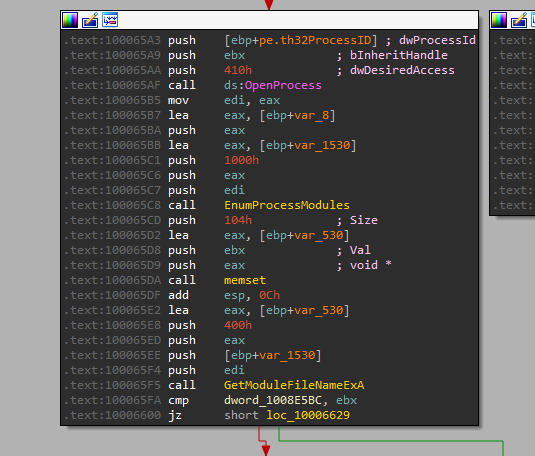 .text:100065A3 push [ebp+pe.th32ProcessID] ; dwProcessId
.text:100065A9 push ebx ; bInheritHandle
.text:100065AA push 410h ; dwDesiredAccess
.text:100065AF call ds:OpenProcess
.text:100065B5 mov edi, eax
.text:100065B7 lea eax, [ebp+var_8]
.text:100065BA push eax
.text:100065BB lea eax, [ebp+var_1530]
.text:100065C1 push 1000h
.text:100065C6 push eax
.text:100065C7 push edi
.text:100065C8 call EnumProcessModules
.text:100065CD push 104h ; Size
.text:100065D2 lea eax, [ebp+var_530]
.text:100065D8 push ebx ; Val
.text:100065D9 push eax ; void *
.text:100065DA call memset
.text:100065DF add esp, 0Ch
.text:100065E2 lea eax, [ebp+var_530]
.text:100065E8 push 400h
.text:100065ED push eax
.text:100065EE push [ebp+var_1530]
.text:100065F4 push edi
.text:100065F5 call GetModuleFileNameExA
.text:100065FA cmp dword_1008E5BC, ebx
.text:10006600 jz short loc_10006629
.text:
.text:
.text:
.text:
.text:
.text:
.text:
.text:
.text:
.text: